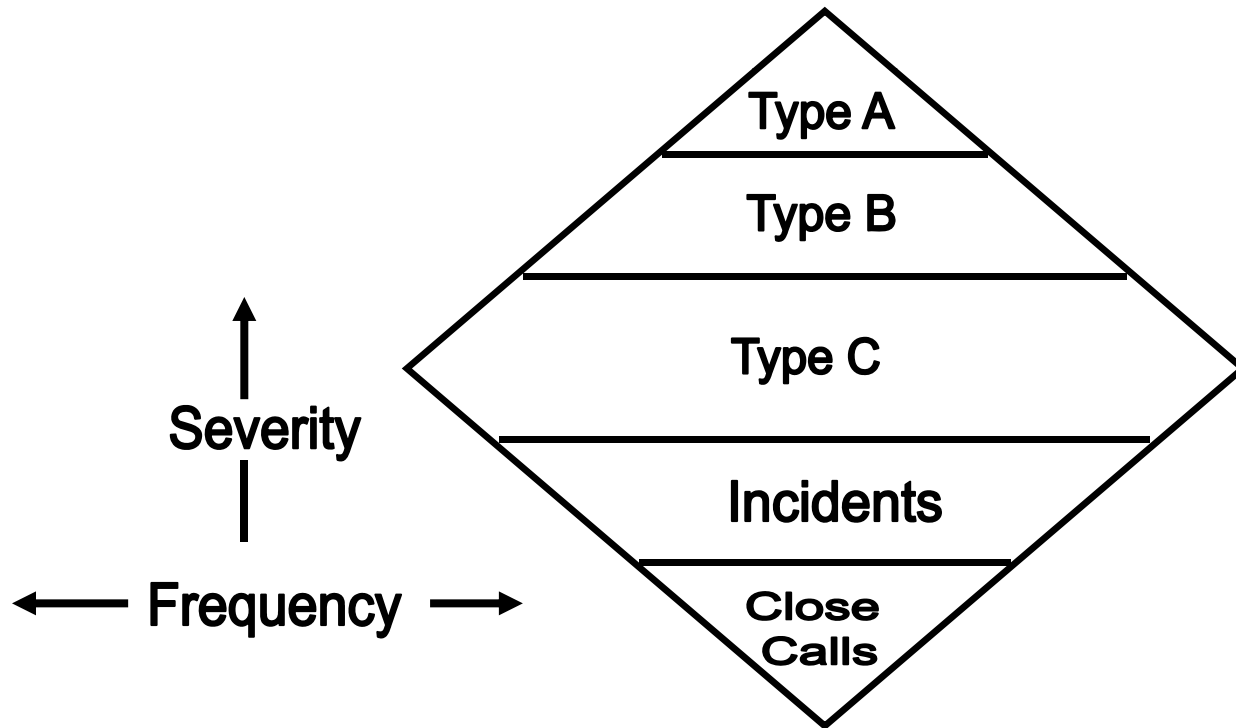 Type A
Type B
Type C
Severity
Incidents
Frequency
Close
Calls